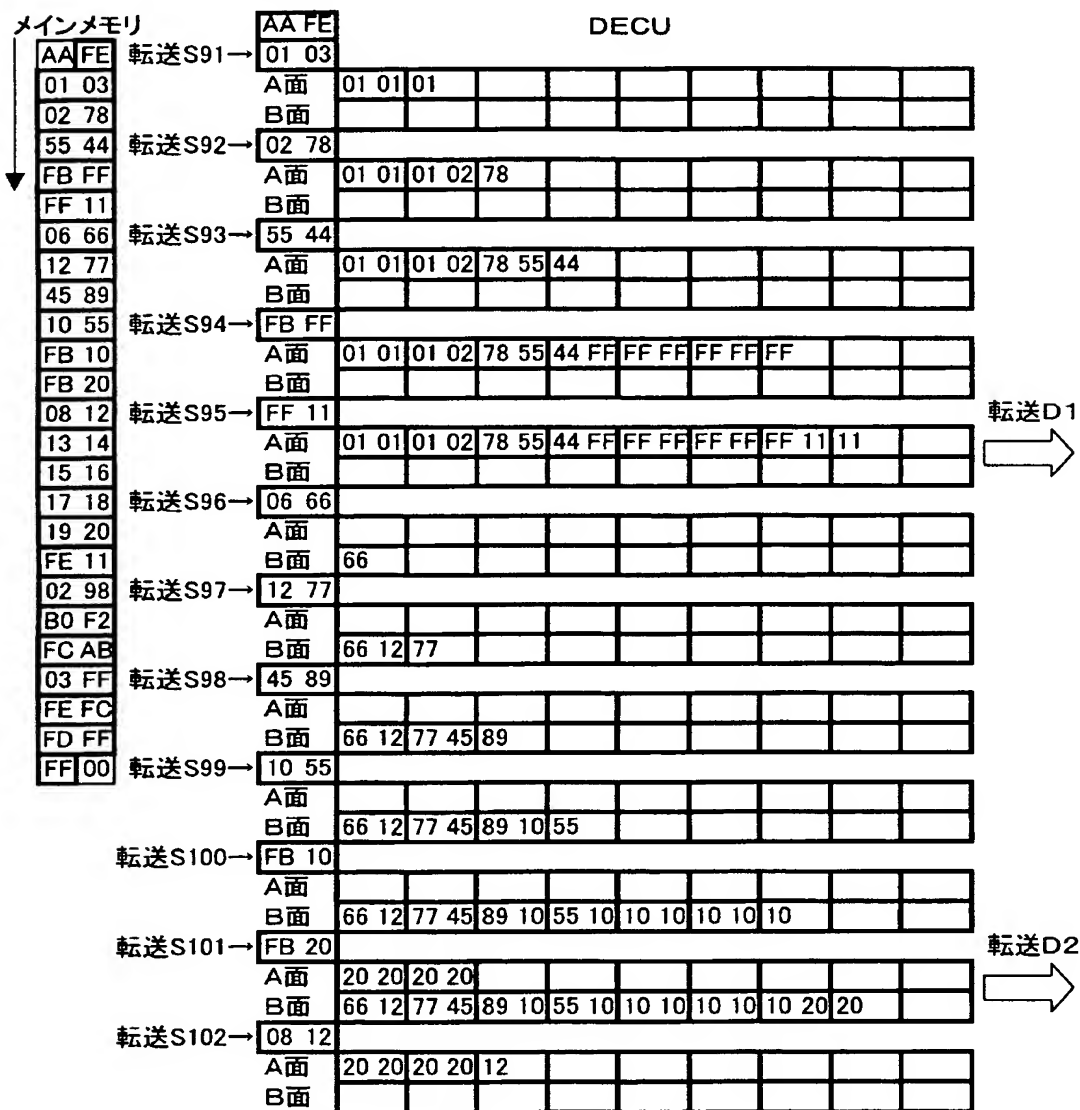 メインメモリ
AA FE
01 03
02 78
55 44
FB FF
FF 11
06 66
12 77
45 89
10 55
FB 10
FB 20
08 12
13 14
15 16
17 18
19 20
FE 11
02 98
B0 F2
FC AB
03 FF
FE FC
FD FF
FF 00
DECU
AA FE
転送S91→ 01 03
A面 01 01 01
B面
転送S92→ 02 78
A面 01 01 01 02 78
B面
転送S93→ 55 44
A面 01 01 01 02 78 55 44
B面
転送S94→ FB FF
A面 01 01 01 02 78 55 44 FF FF FF FF FF FF
B面
転送S95→ FF 11
転送D1
A面 01 01 01 02 78 55 44 FF FF FF FF FF FF 11 11
B面
転送S96→ 06 66
A面
B面 66
転送S97→ 12 77
A面
B面 66 12 77
転送S98→ 45 89
A面
B面 66 12 77 45 89
転送S99→ 10 55
A面
B面 66 12 77 45 89 10 55
転送S100→ FB 10
A面
B面 66 12 77 45 89 10 55 10 10 10 10 10 10
転送S101→ FB 20
転送D2
A面 20 20 20 20
B面 66 12 77 45 89 10 55 10 10 10 10 10 10 20 20
転送S102→ 08 12
A面 20 20 20 20 12
B面